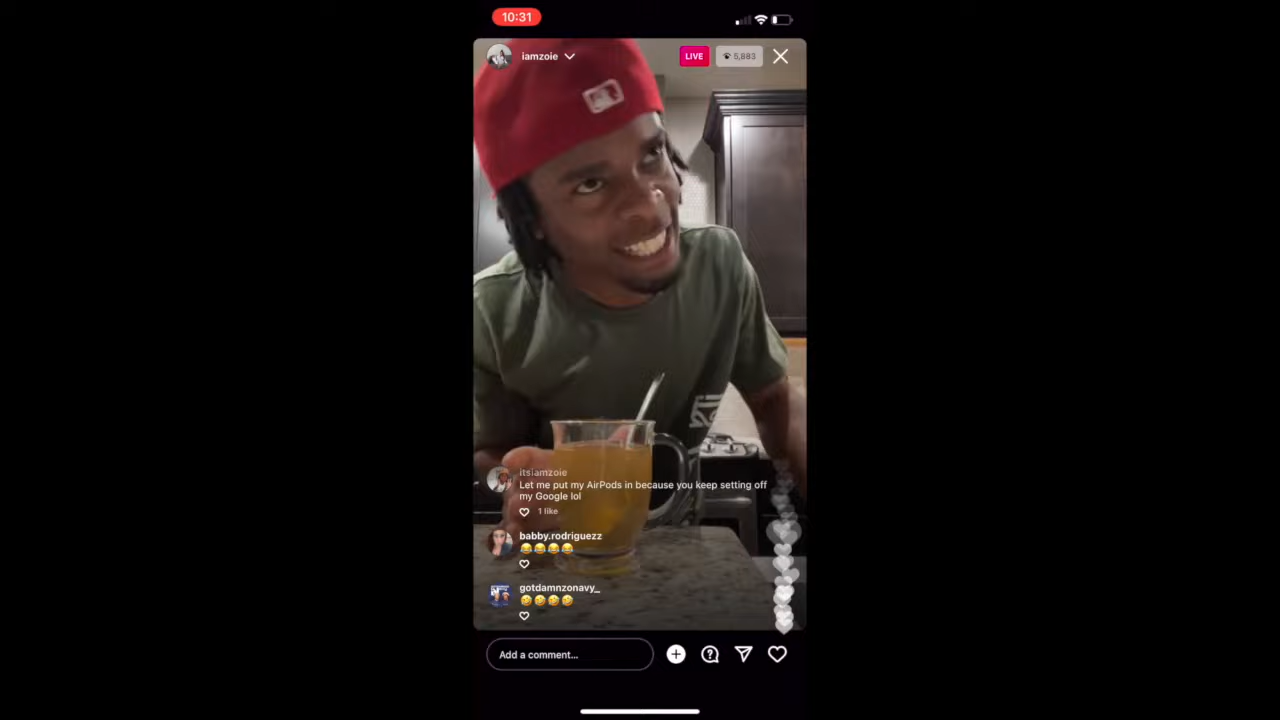 10:31
iamzoie
LIVE
5,883
itsiamzoie
Let me put my AirPods in because you keep setting off
my Google lol
1 like
babby.rodriguezz
😂😂😂😂
gotdamnzonavy_
🤣🤣🤣🤣
Add a comment...